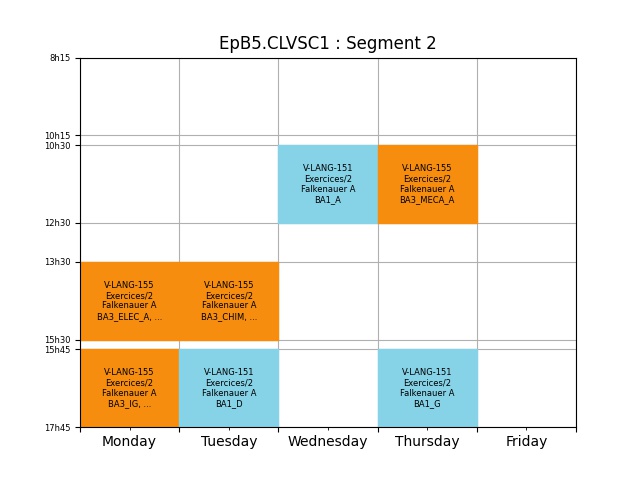 EpB5.CLVSC1 : Segment 2
8h15
10h15
10h30
V-LANG-151
Exercices/2
Falkenauer A
BA1_A
V-LANG-155
Exercices/2
Falkenauer A
BA3_MECA_A
12h30
13h30
V-LANG-155
Exercices/2
Falkenauer A
BA3_ELEC_A, ...
V-LANG-155
Exercices/2
Falkenauer A
BA3_CHIM, ...
15h30
15h45
V-LANG-155
Exercices/2
Falkenauer A
BA3_IG, ...
V-LANG-151
Exercices/2
Falkenauer A
BA1_D
V-LANG-151
Exercices/2
Falkenauer A
BA1_G
17h45
Monday Tuesday Wednesday Thursday Friday